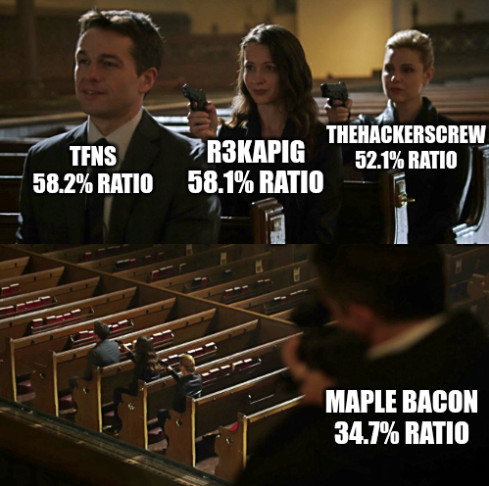 TFNS
58.2% RATIO
R3KAPIG
58.1% RATIO
THEHACKERSCREW
52.1% RATIO
MAPLE BACON
34.7% RATIO